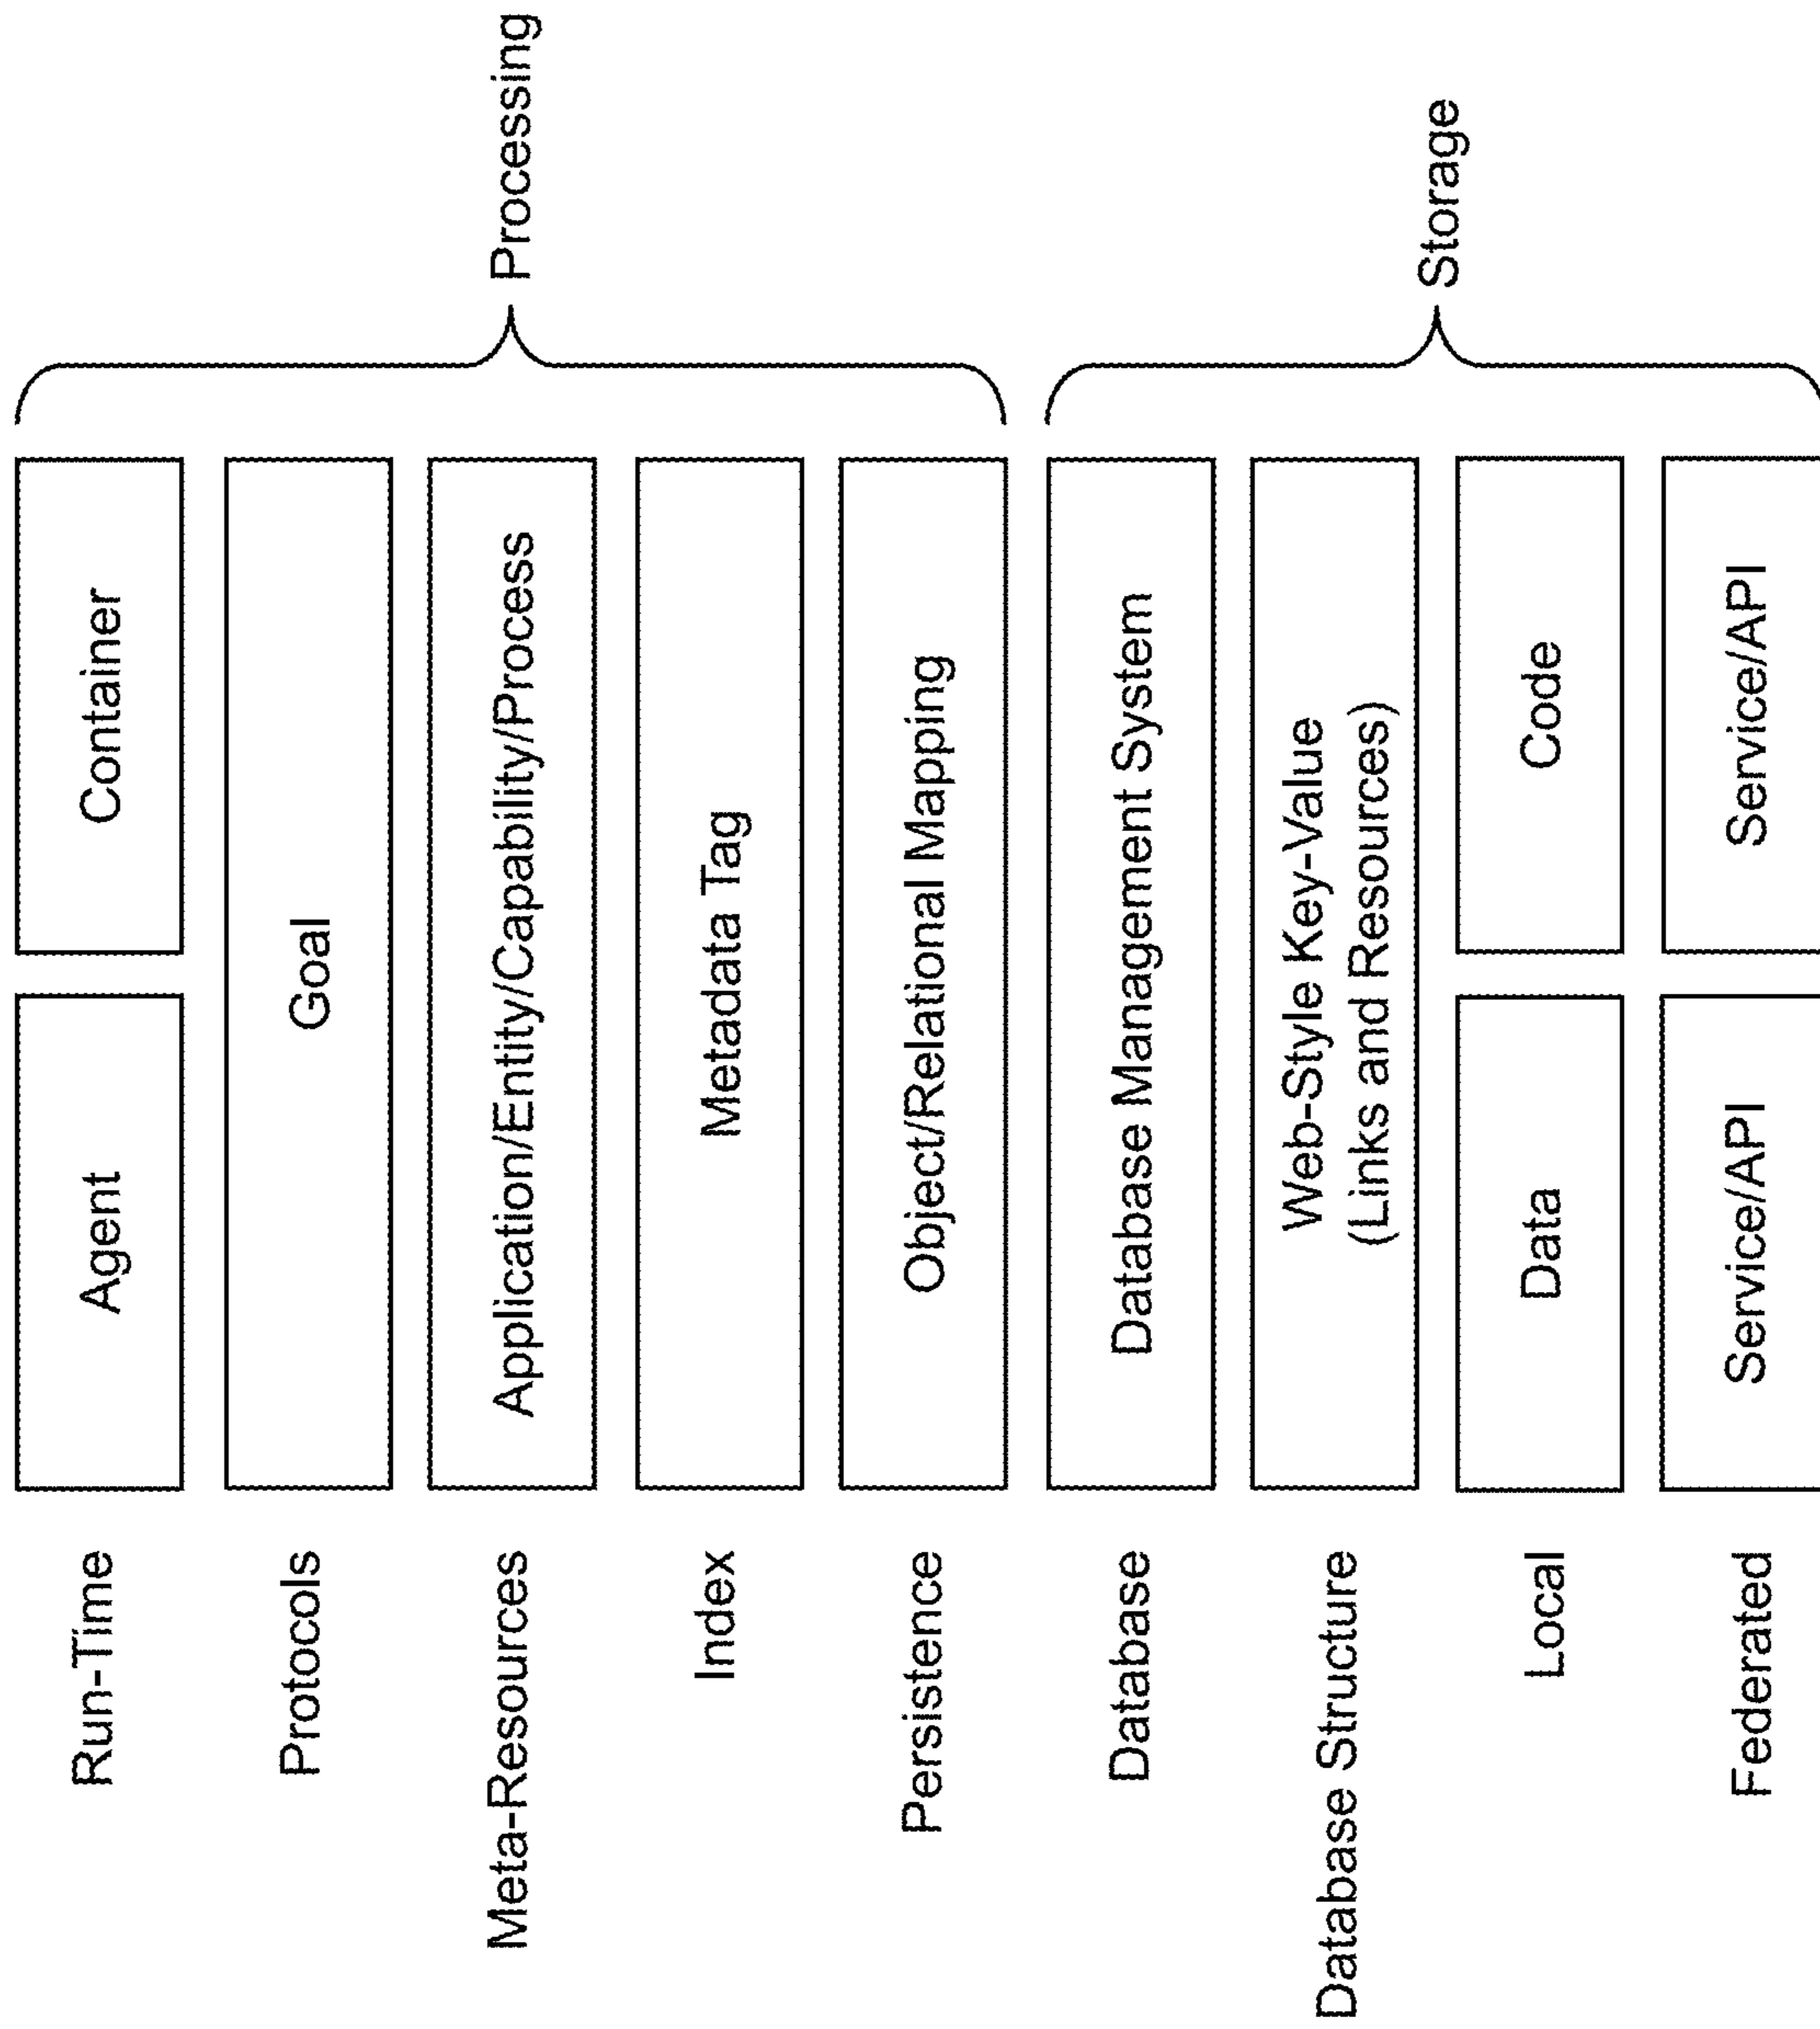 Run-Time
Agent
Container
Protocols
Goal
Meta-Resources
Application/Entity/Capability/Process
Index
Metadata Tag
Persistence
Object/Relational Mapping
Processing
Database
Database Management System
Database Structure
Web-Style Key-Value
(Links and Resources)
Local
Data
Code
Federated
Service/API
Service/API
Storage